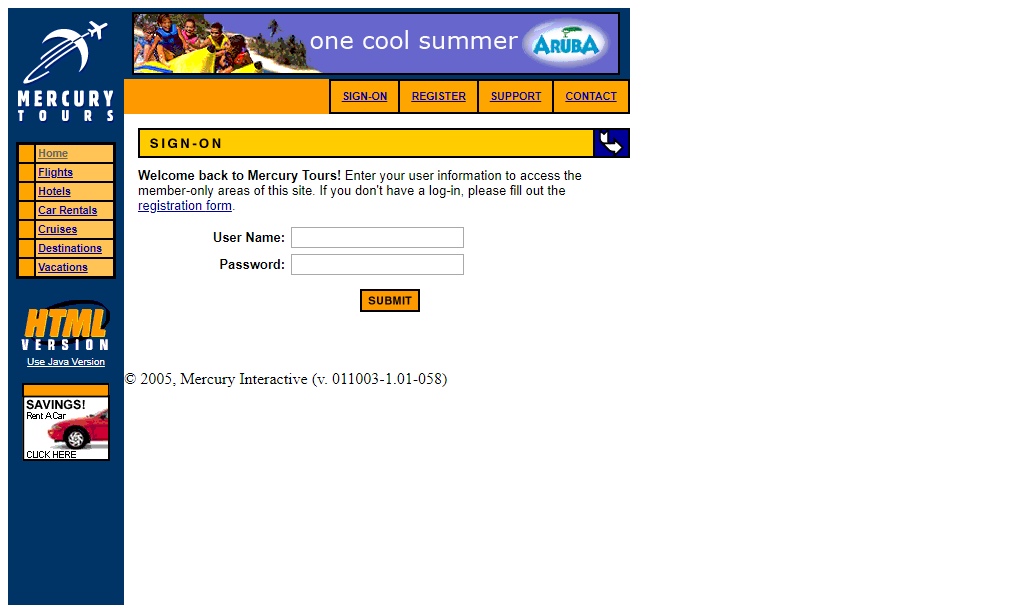 one cool summer ARUBA
MERCURY
TOURS
SIGN-ON REGISTER SUPPORT CONTACT
Home
Flights
Hotels
Car Rentals
Cruises
Destinations
Vacations
HTML
VERSION
Use Java Version
SAVINGS!
Rent A Car
CLICK HERE
SIGN-ON
Welcome back to Mercury Tours! Enter your user information to access the
member-only areas of this site. If you don't have a log-in, please fill out the
registration form.
User Name:
Password:
SUBMIT
© 2005, Mercury Interactive (v. 011003-1.01-058)